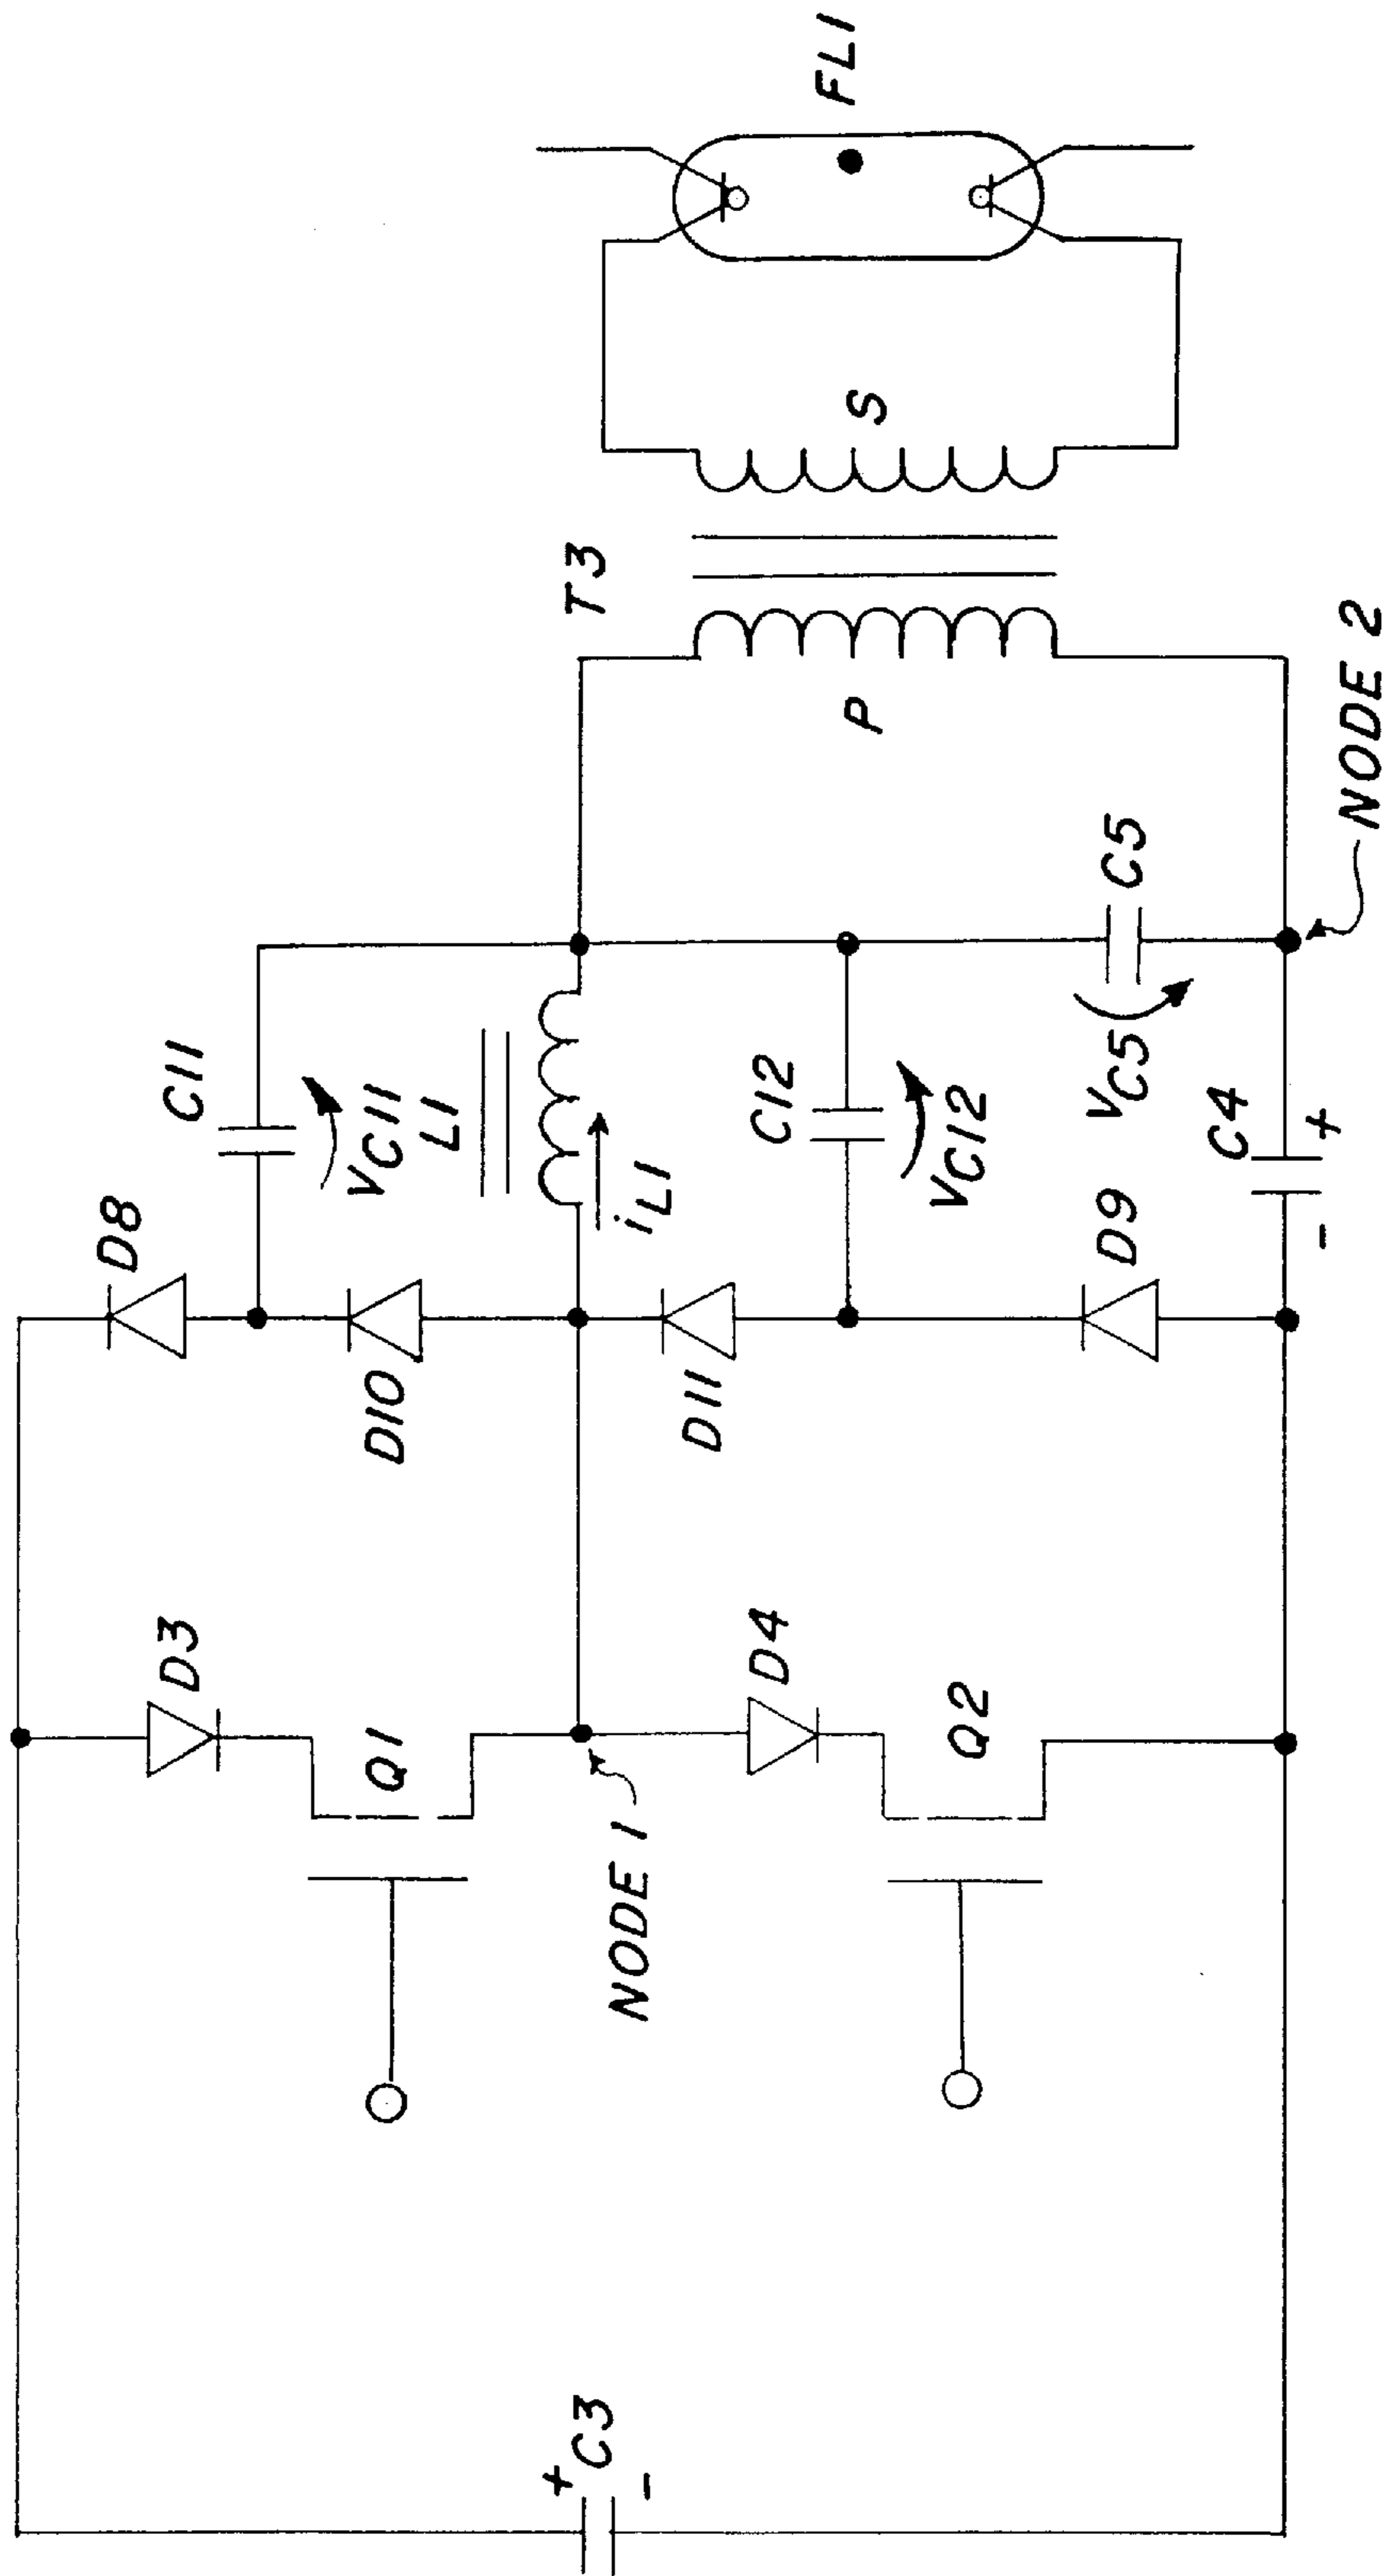 D8
C11
VC11
D3
D10
L1
T3
iL1
Q1
NODE 1
D11
C12
VC12
P
S
FL1
D4
Q2
D9
VC5
C5
C4
- +
+
C3
-
NODE 2